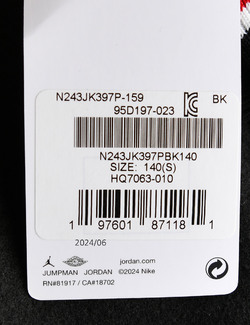 N243JK397P-159 BK
95D197-023
N243JK397PBK140
SIZE: 140(S)
HQ7063-010
1 97601 87118 1
2024/06
jordan.com
JUMPMAN JORDAN ©2024 Nike
RN#81917 / CA#18702